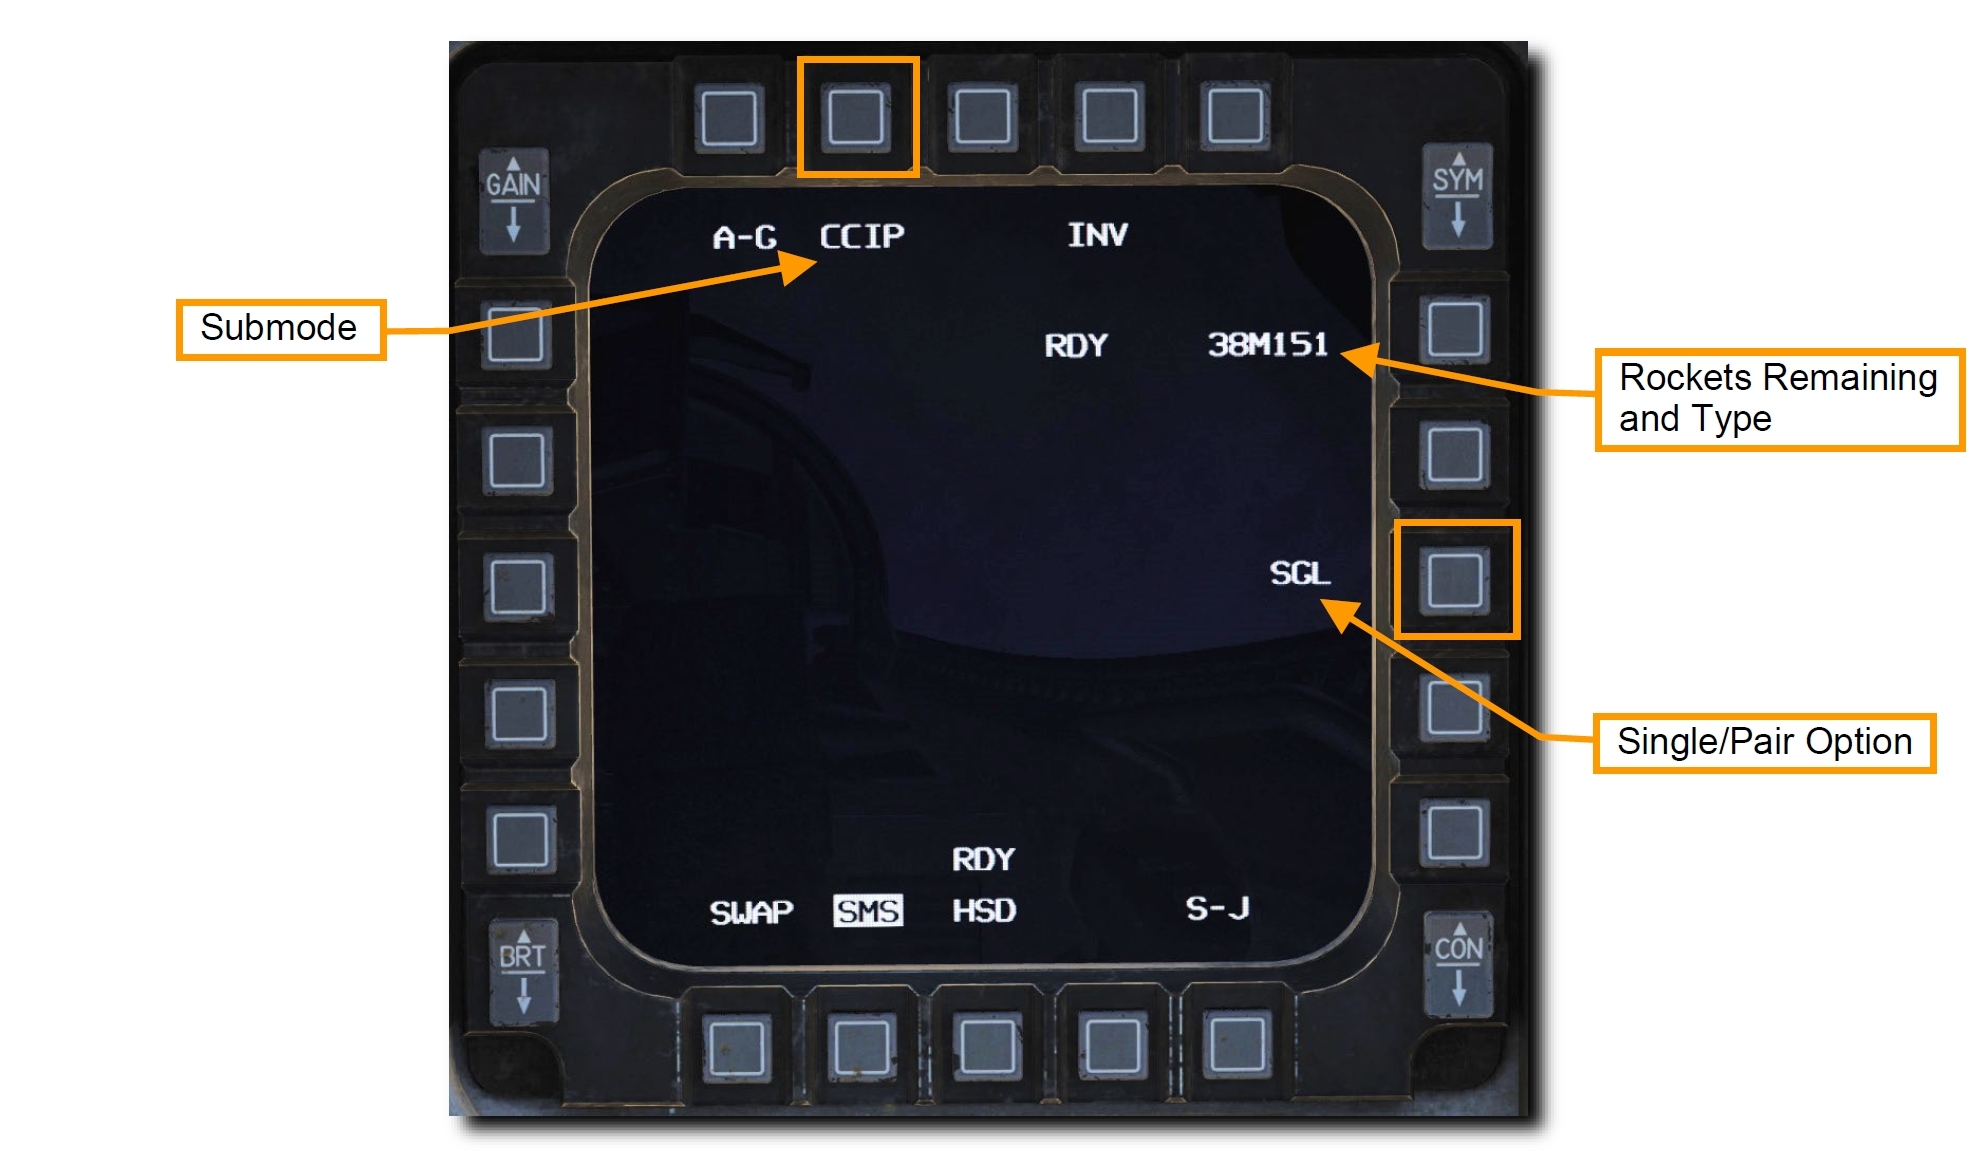 GAIN
SYM
A-G CCIP INV
Submode
RDY 38M151
Rockets Remaining
and Type
SGL
Single/Pair Option
RDY
SWAP SMS HSD S-J
BRT
CON